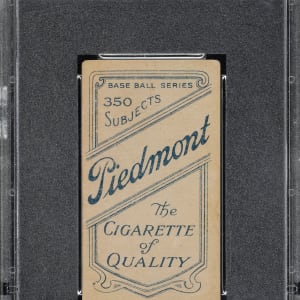 BASE BALL SERIES
350
SUBJECTS
Piedmont
The
CIGARETTE
of
QUALITY